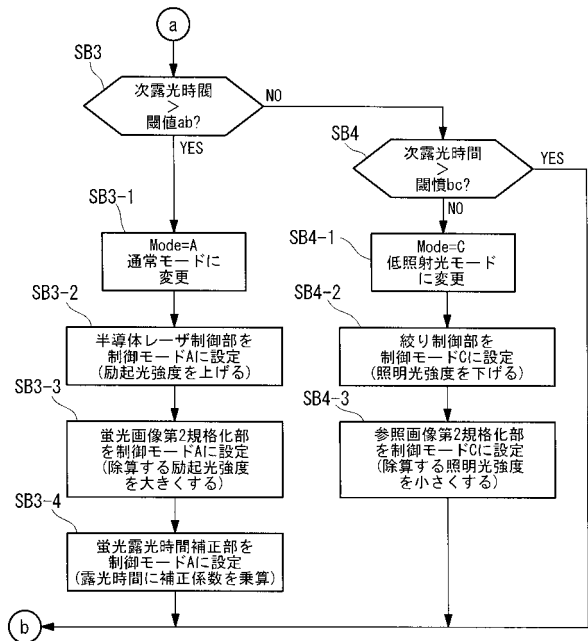 a
SB3
次露光時間
>
閾値ab?
NO
YES
SB4
次露光時間
>
閾憤bc?
YES
NO
SB3-1
Mode=A
通常モードに
変更
SB4-1
Mode=C
低照射光モード
に変更
SB3-2
半導体レーザ制御部を
制御モードAに設定
(励起光強度を上げる)
SB4-2
絞り制御部を
制御モードCに設定
(照明光強度を下げる)
SB3-3
蛍光画像第2規格化部
を制御モードAに設定
(除算する励起光強度
を大きくする)
SB4-3
参照画像第2規格化部
を制御モードCに設定
(除算する照明光強度
を小さくする)
SB3-4
蛍光露光時間補正部を
制御モードAに設定
(露光時間に補正係数を乗算)
b